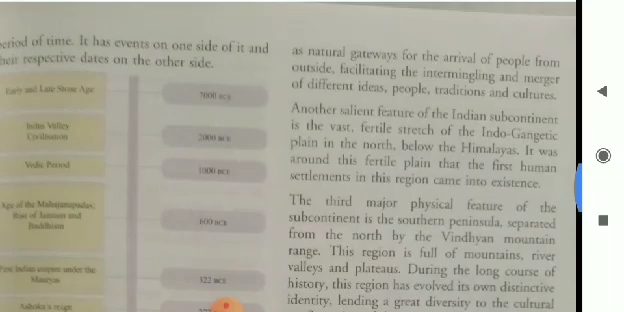 period of time. It has events on one side of it and
their respective dates on the other side.
Early and Late Stone Age
7000 BCE
Indus Valley
Civilisation
2000 BCE
Vedic Period
1000 BCE
Age of the Mahajanapadas,
Rise of Jainism and
Buddhism
600 BCE
First Indian empire under the
Mauryas
322 BCE
Ashoka's reign
as natural gateways for the arrival of people from
outside, facilitating the intermingling and merger
of different ideas, people, traditions and cultures.
Another salient feature of the Indian subcontinent
is the vast, fertile stretch of the Indo-Gangetic
plain in the north, below the Himalayas. It was
around this fertile plain that the first human
settlements in this region came into existence.
The third major physical feature of the
subcontinent is the southern peninsula, separated
from the north by the Vindhyan mountain
range. This region is full of mountains, river
valleys and plateaus. During the long course of
history, this region has evolved its own distinctive
identity, lending a great diversity to the cultural